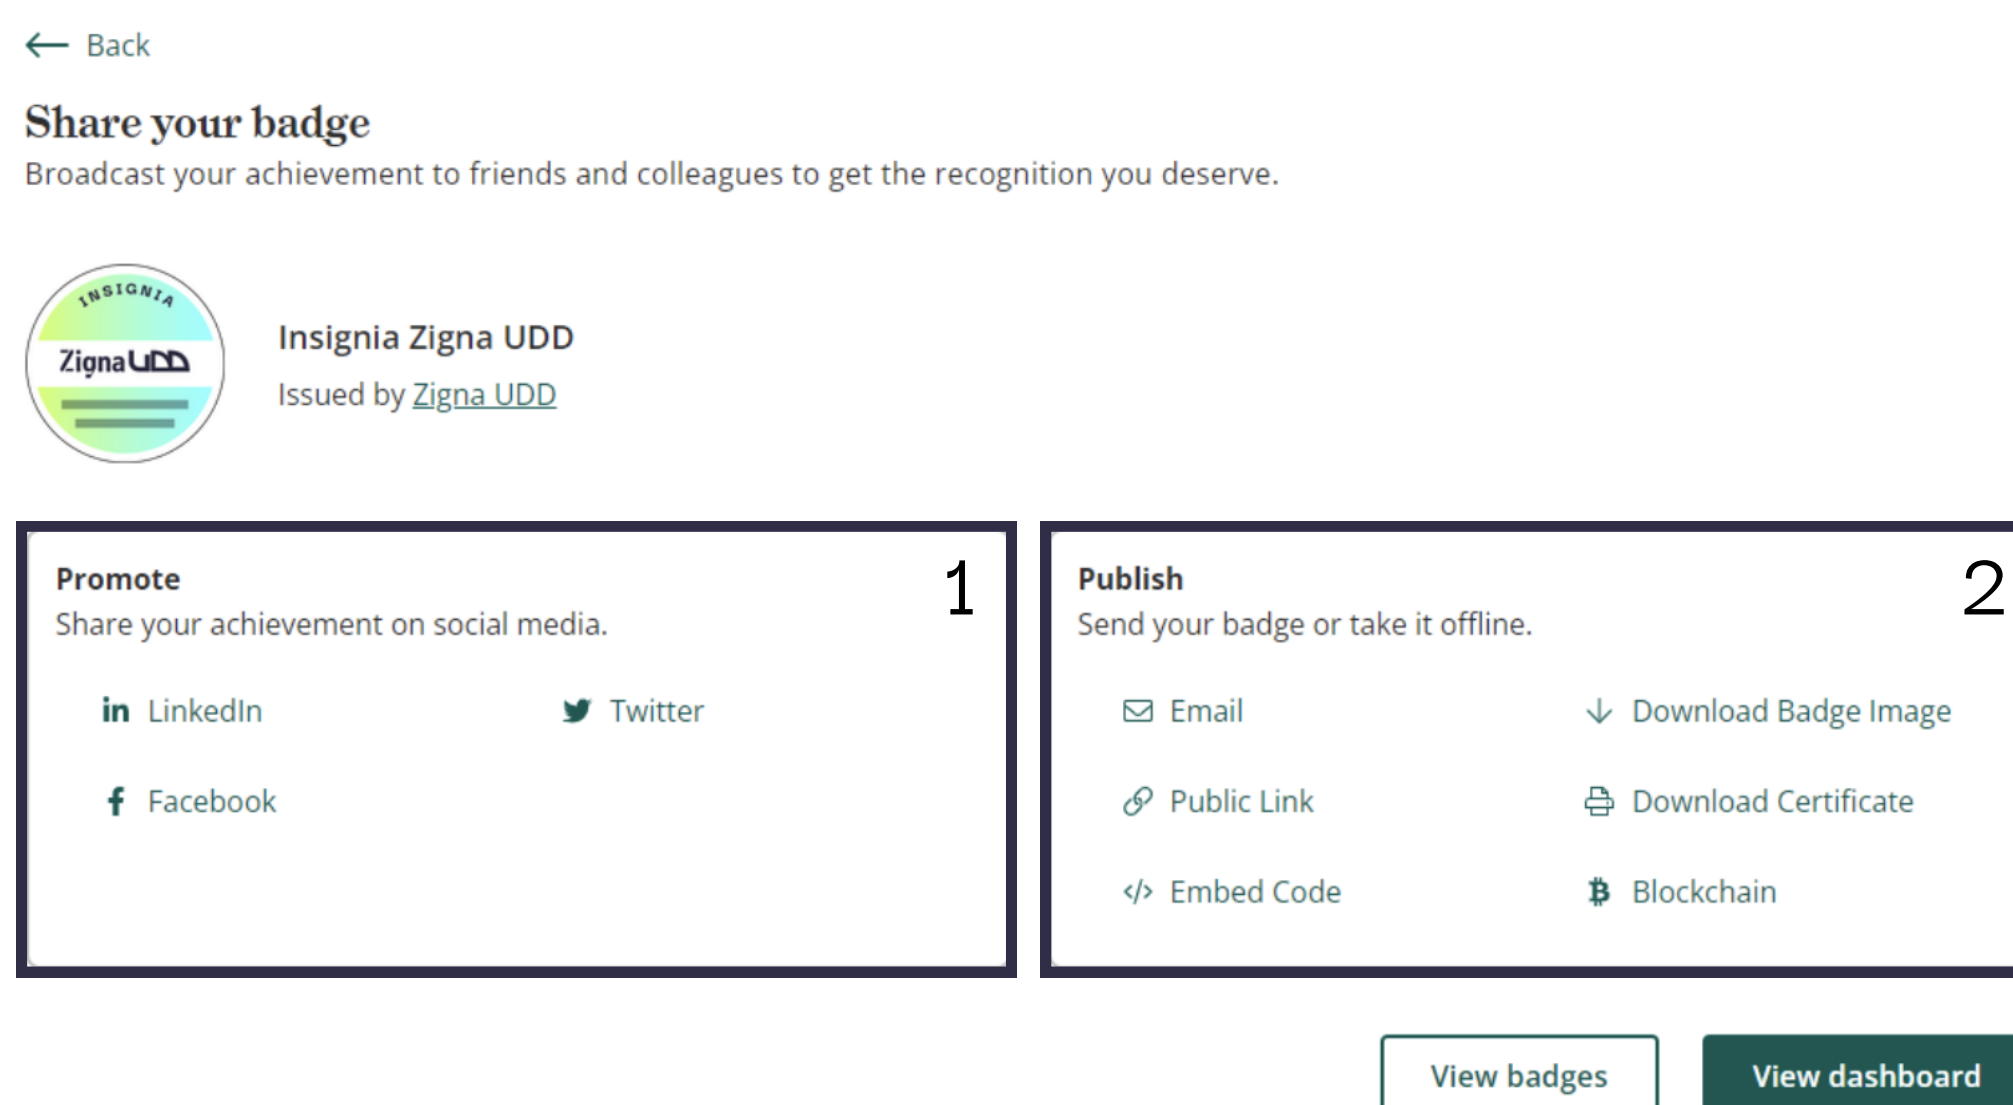 Back
Share your badge
Broadcast your achievement to friends and colleagues to get the recognition you deserve.
INSIGNIA
Zigna UDD
Insignia Zigna UDD
Issued by Zigna UDD
Promote
1
Share your achievement on social media.
in LinkedIn
Twitter
f Facebook
Publish
2
Send your badge or take it offline.
Email
Download Badge Image
Public Link
Download Certificate
</> Embed Code
Blockchain
View badges
View dashboard